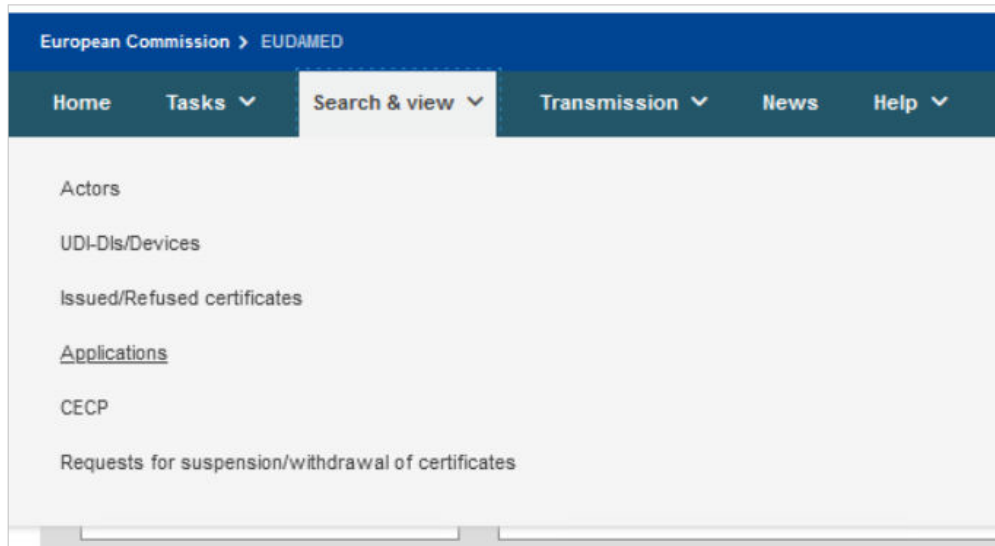 European Commission > EUDAMED
Home Tasks Search & view Transmission News Help
Actors
UDI-DIs/Devices
Issued/Refused certificates
Applications
CECP
Requests for suspension/withdrawal of certificates